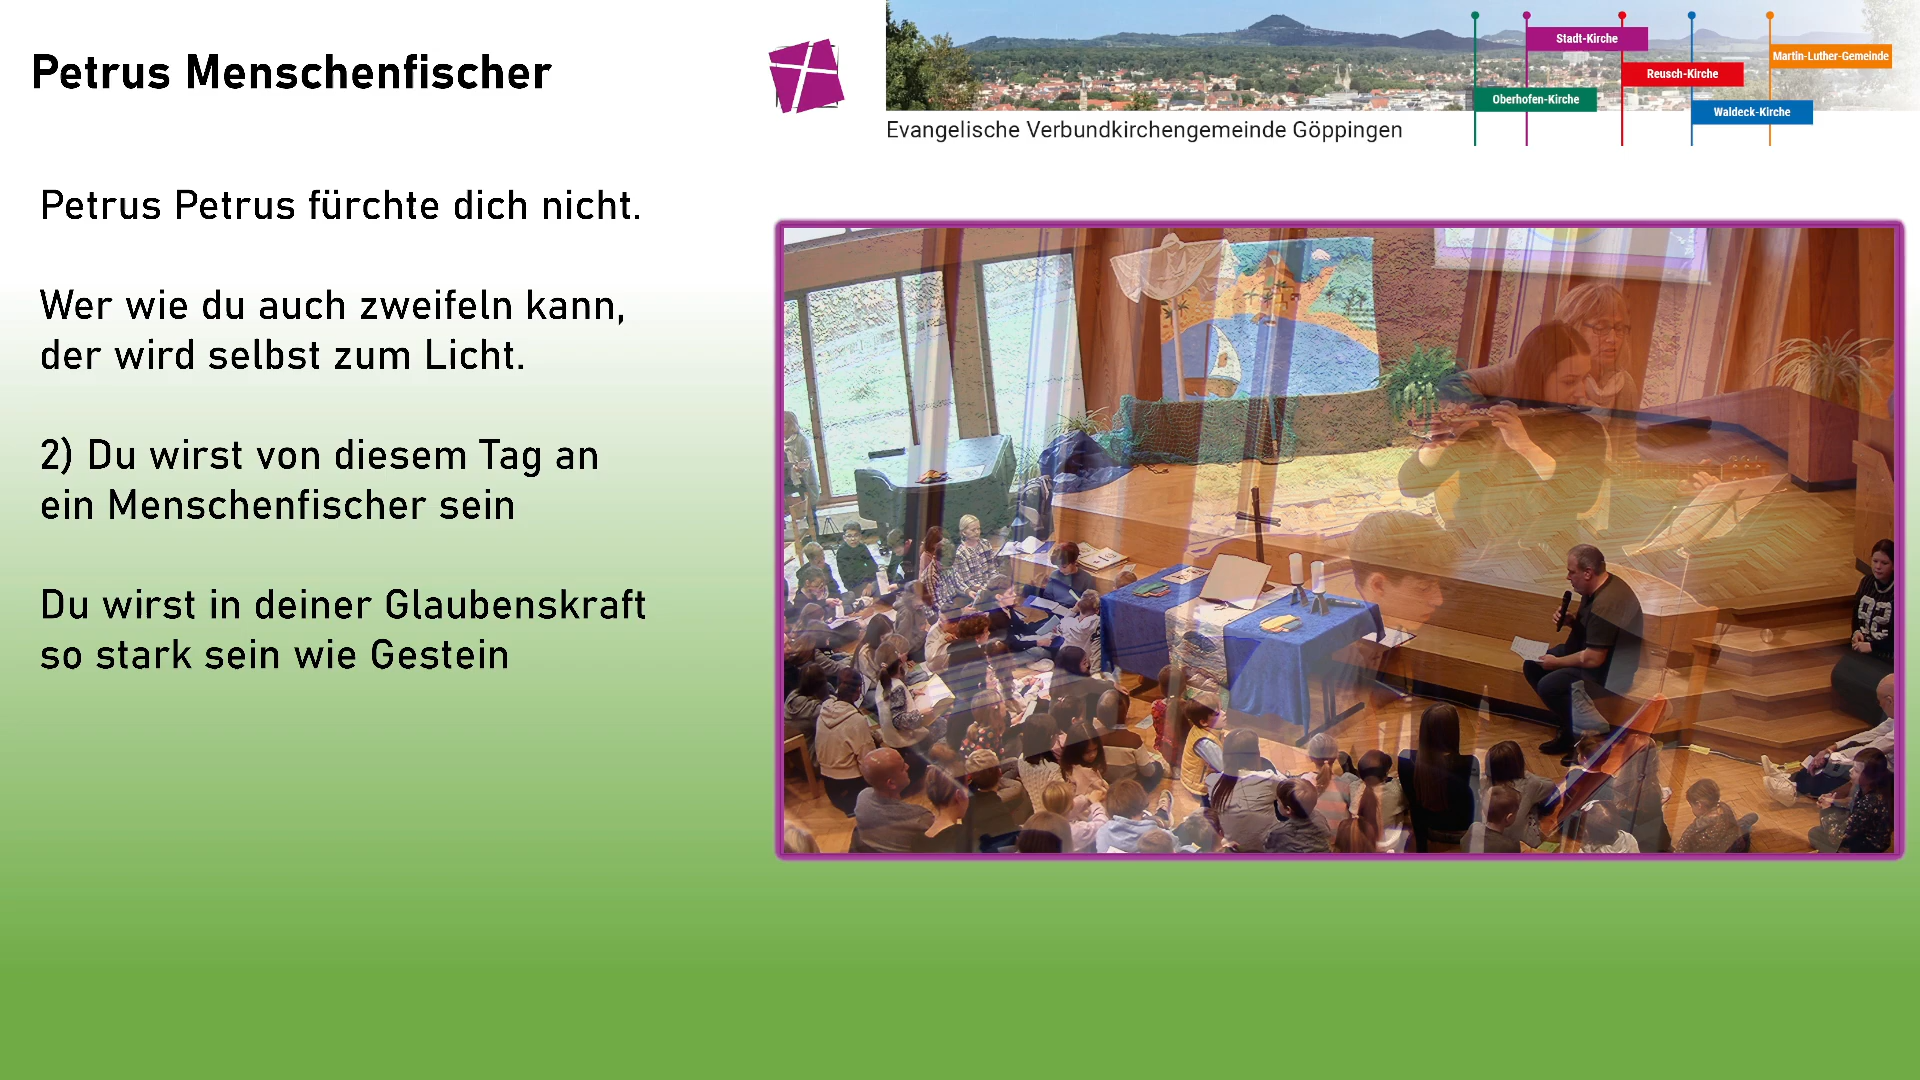 Petrus Menschenfischer
Stadt-Kirche
Martin-Luther-Gemeinde
Reusch-Kirche
Oberhofen-Kirche
Waldeck-Kirche
Evangelische Verbundkirchengemeinde Göppingen
Petrus Petrus fürchte dich nicht.
Wer wie du auch zweifeln kann,
der wird selbst zum Licht.
2) Du wirst von diesem Tag an
ein Menschenfischer sein
Du wirst in deiner Glaubenskraft
so stark sein wie Gestein
92